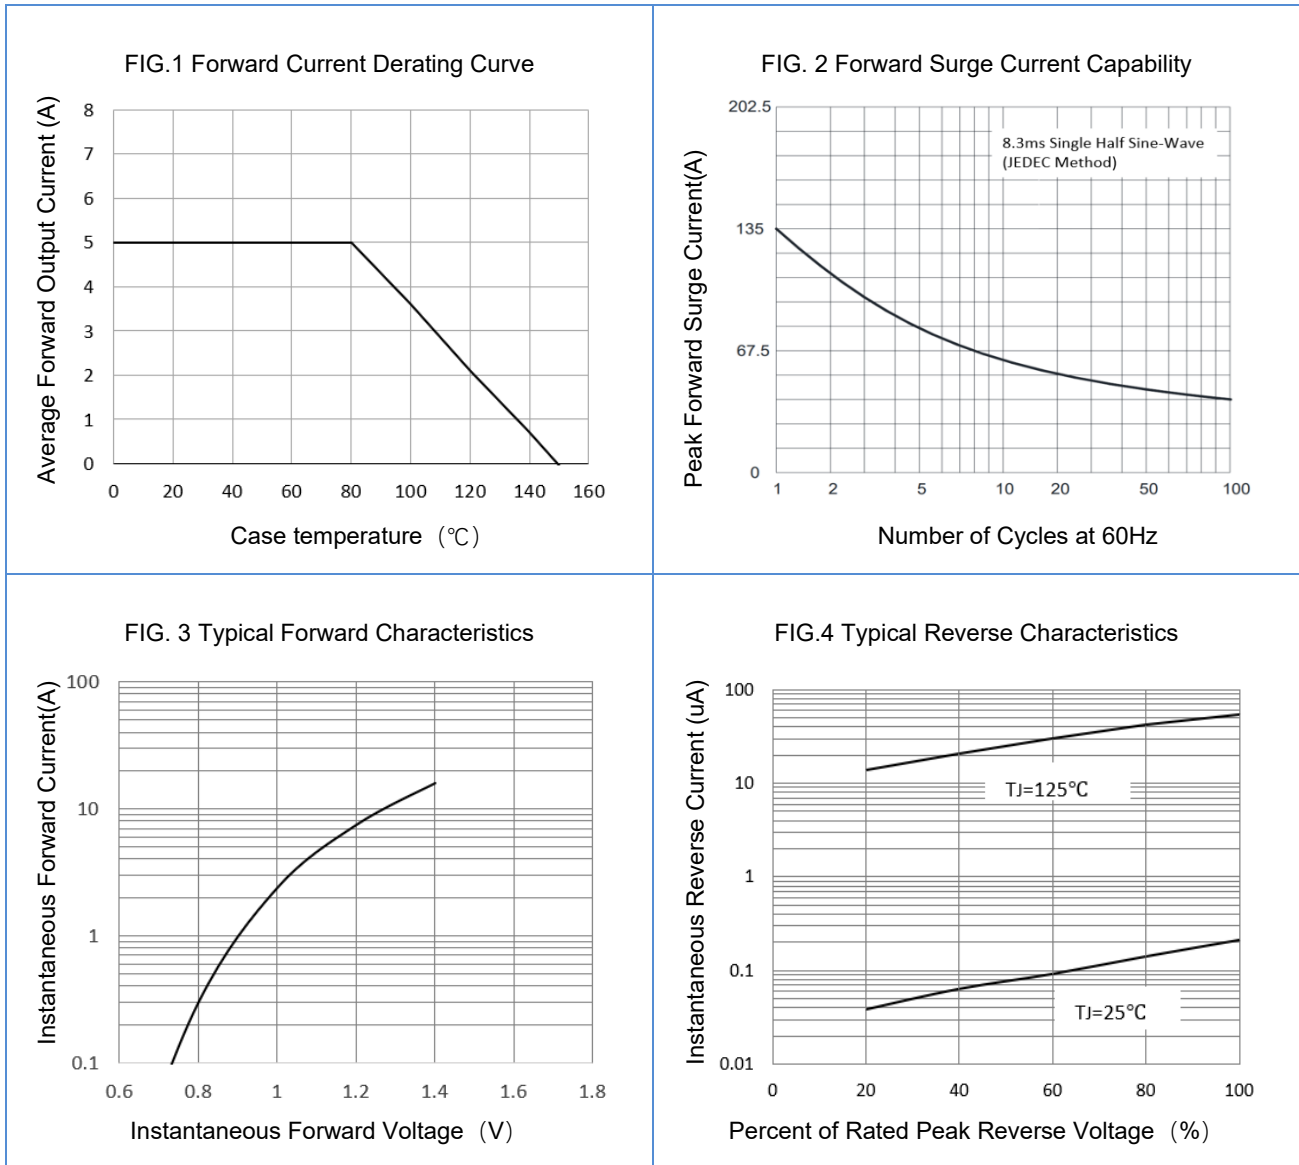 FIG.1 Forward Current Derating Curve
Average Forward Output Current (A)
8
7
6
5
4
3
2
1
0
0 20 40 60 80 100 120 140 160
Case temperature（℃）
FIG. 2 Forward Surge Current Capability
Peak Forward Surge Current(A)
202.5
8.3ms Single Half Sine-Wave
(JEDEC Method)
135
67.5
0
1 2 5 10 20 50 100
Number of Cycles at 60Hz
FIG. 3 Typical Forward Characteristics
Instantaneous Forward Current(A)
100
10
1
0.1
0.6 0.8 1 1.2 1.4 1.6 1.8
Instantaneous Forward Voltage（V）
FIG.4 Typical Reverse Characteristics
Instantaneous Reverse Current (uA)
100
10
TJ=125℃
1
0.1
TJ=25℃
0.01
0 20 40 60 80 100
Percent of Rated Peak Reverse Voltage（%）